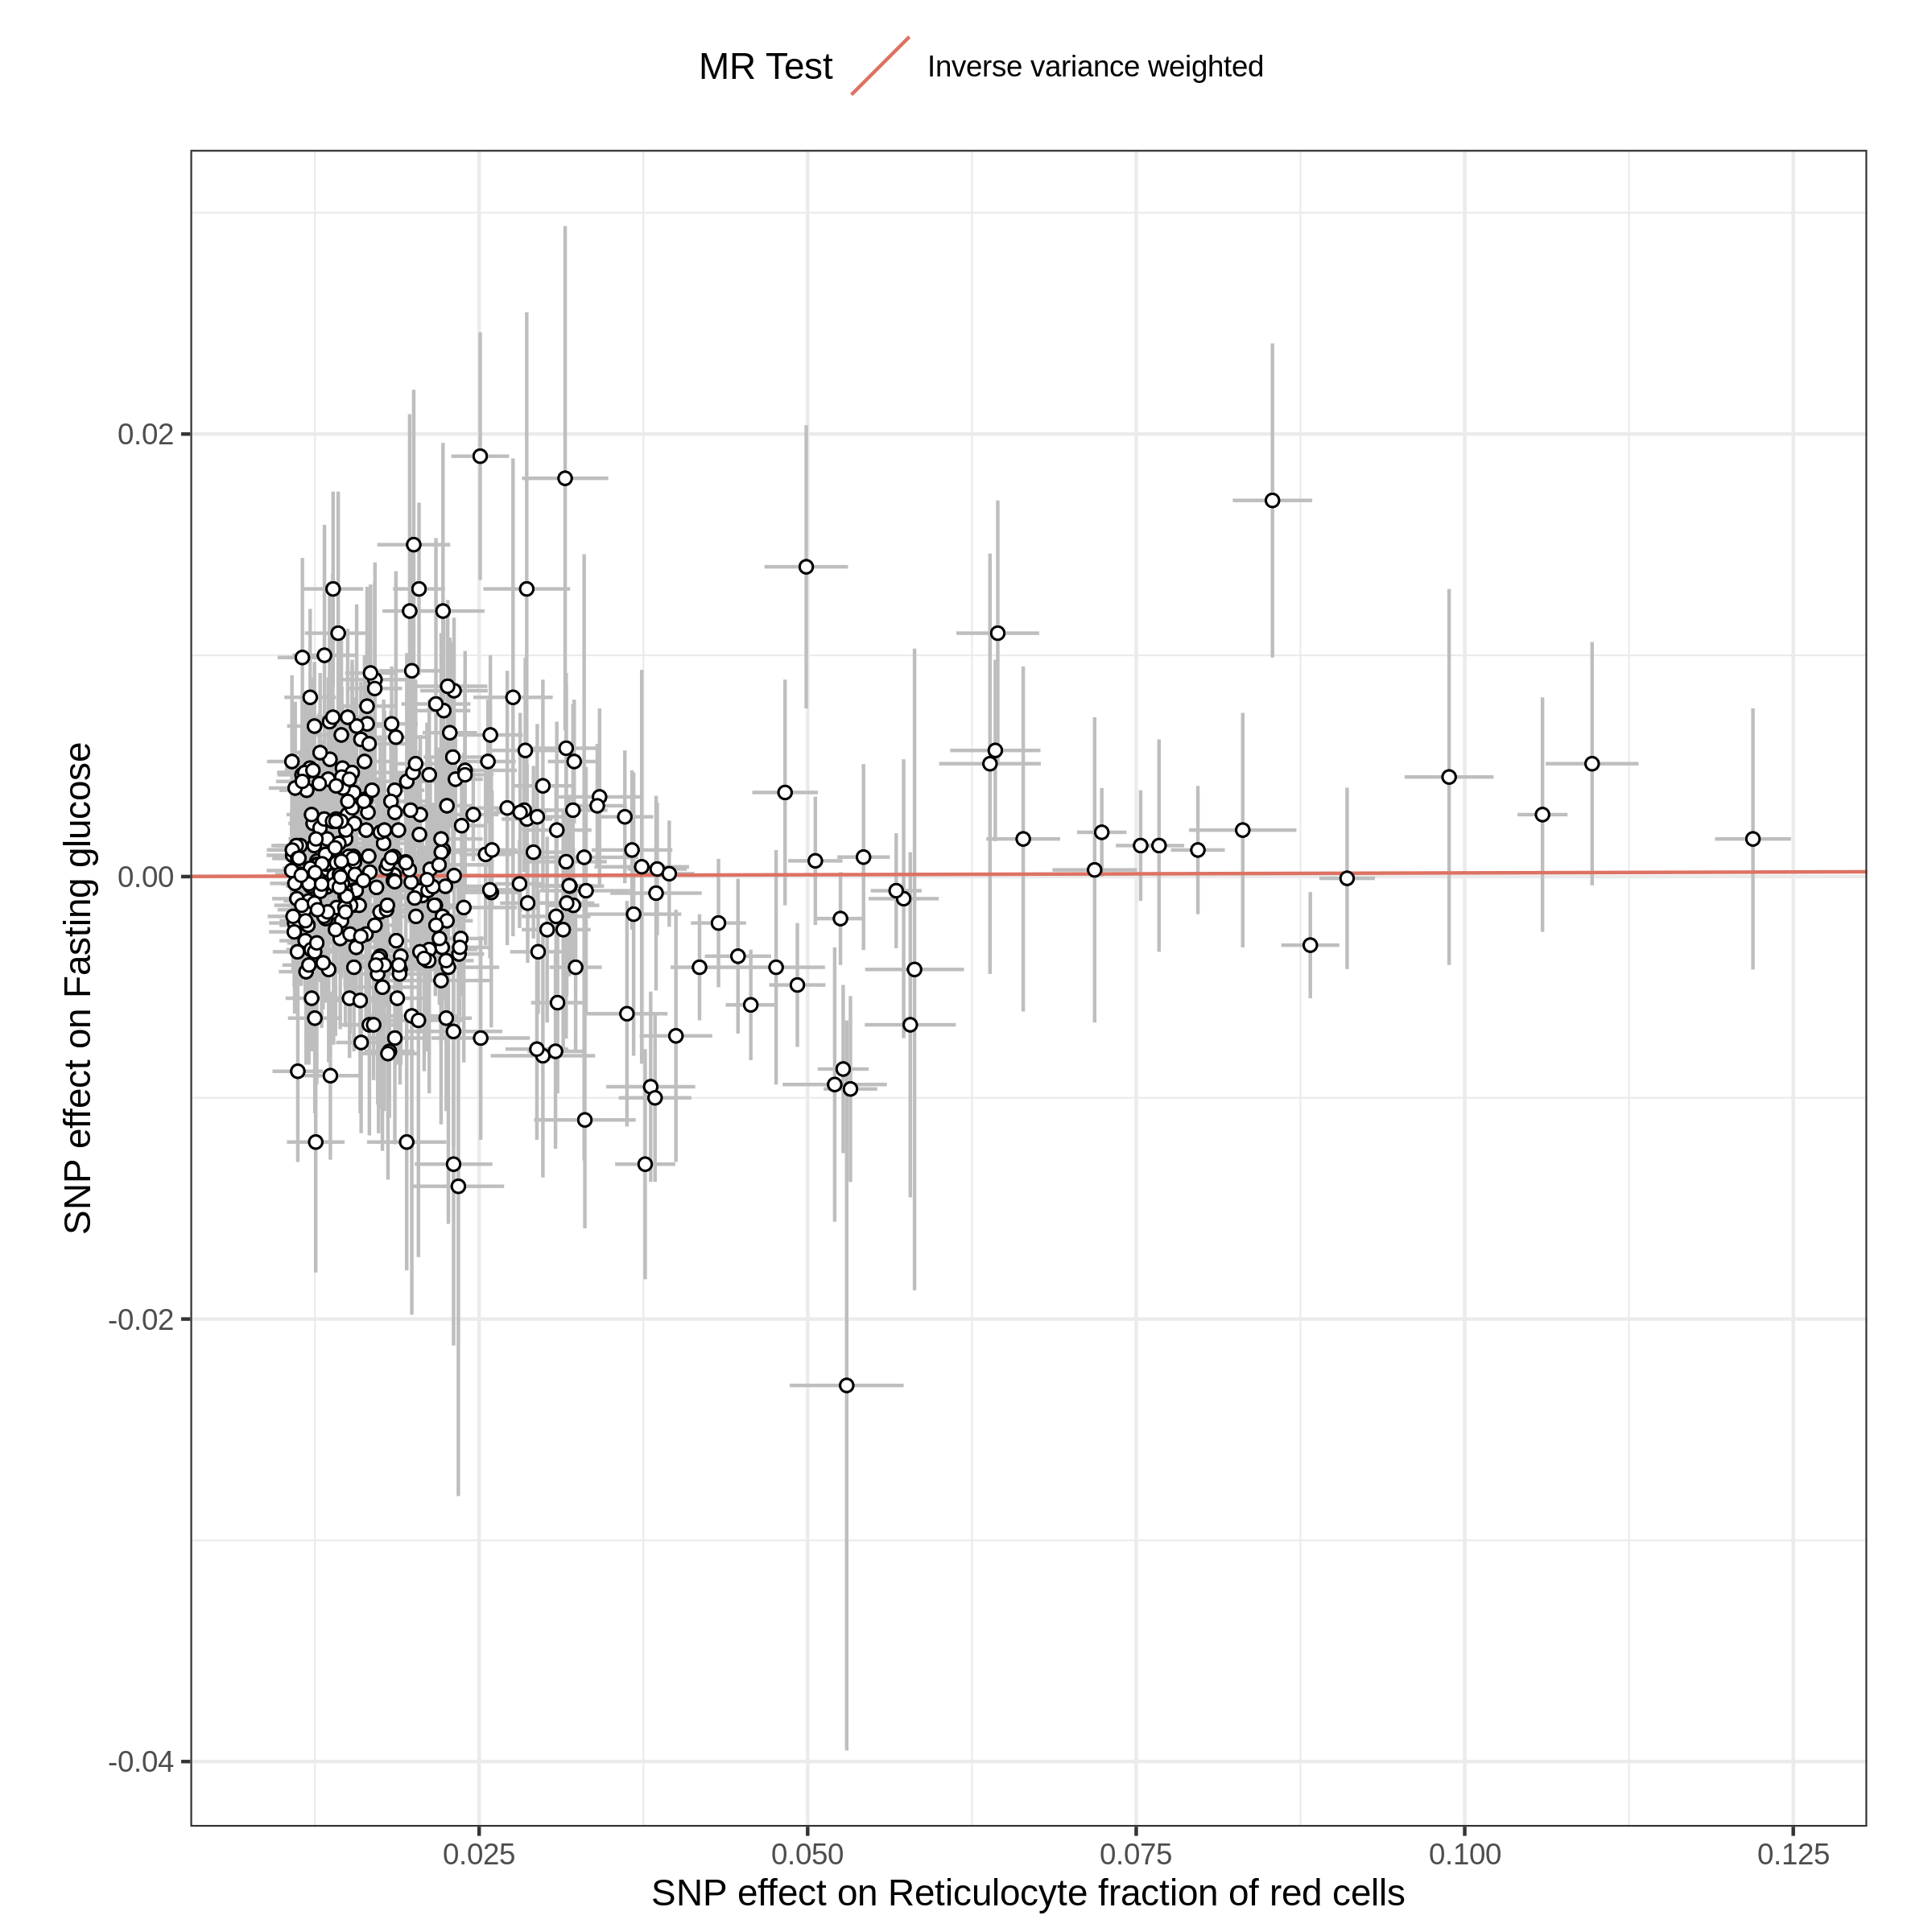 MR Test
Inverse variance weighted
SNP effect on Fasting glucose
0.02
0.00
-0.02
-0.04
0.025
0.050
0.075
0.100
0.125
SNP effect on Reticulocyte fraction of red cells